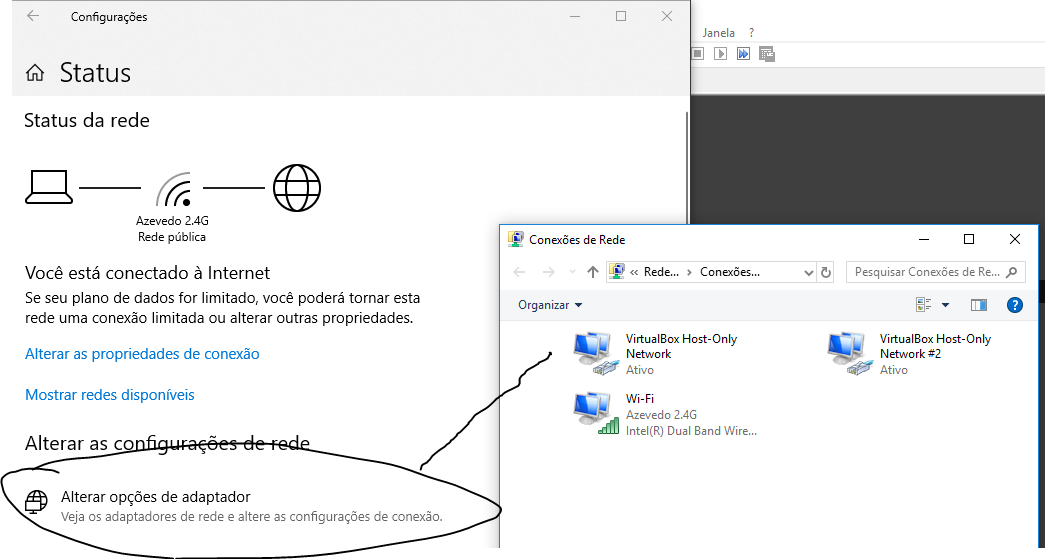 Configurações
Janela ?
Status
Status da rede
Azevedo 2.4G
Rede pública
Você está conectado à Internet
Se seu plano de dados for limitado, você poderá tornar esta
rede uma conexão limitada ou alterar outras propriedades.
Alterar as propriedades de conexão
Mostrar redes disponíveis
Alterar as configurações de rede
Alterar opções de adaptador
Veja os adaptadores de rede e altere as configurações de conexão.
Conexões de Rede
« Rede... › Conexões...
Pesquisar Conexões de Re...
Organizar
VirtualBox Host-Only
Network
Ativo
VirtualBox Host-Only
Network #2
Ativo
Wi-Fi
Azevedo 2.4G
Intel(R) Dual Band Wire...